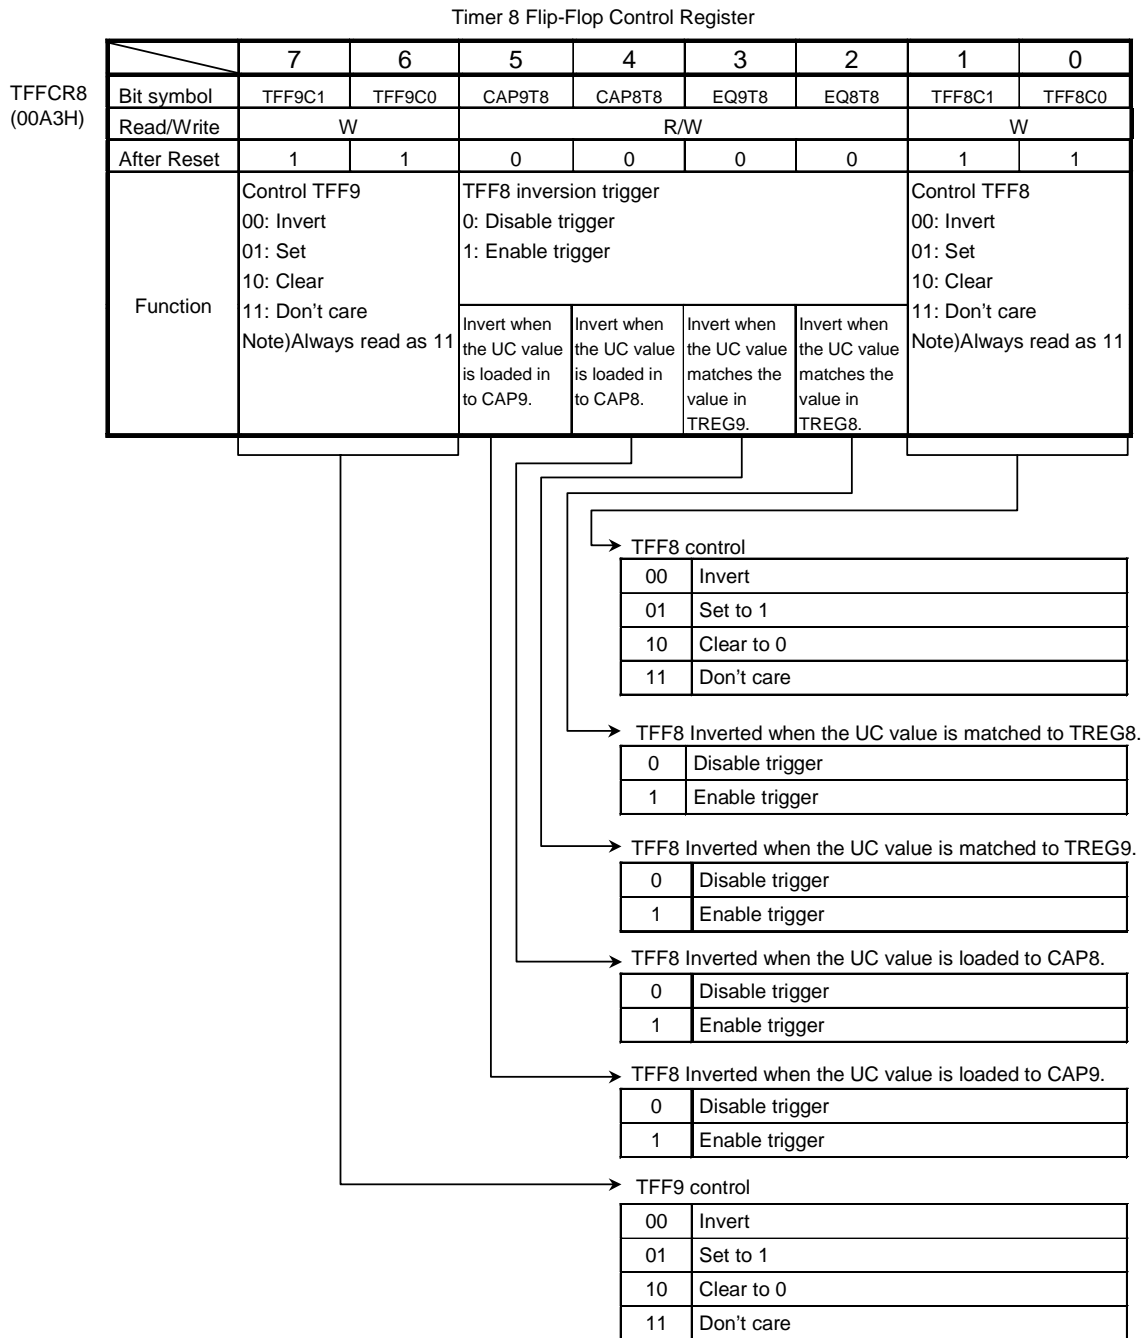 Timer 8 Flip-Flop Control Register
7 6 5 4 3 2 1 0
TFFCR8
(00A3H)
Bit symbol TFF9C1 TFF9C0 CAP9T8 CAP8T8 EQ9T8 EQ8T8 TFF8C1 TFF8C0
Read/Write W R/W W
After Reset 1 1 0 0 0 0 1 1
Function
Control TFF9
00: Invert
01: Set
10: Clear
11: Don't care
Note)Always read as 11
TFF8 inversion trigger
0: Disable trigger
1: Enable trigger
Invert when
the UC value
is loaded in
to CAP9.
Invert when
the UC value
is loaded in
to CAP8.
Invert when
the UC value
matches the
value in
TREG9.
Invert when
the UC value
matches the
value in
TREG8.
Control TFF8
00: Invert
01: Set
10: Clear
11: Don't care
Note)Always read as 11
TFF8 control
00 Invert
01 Set to 1
10 Clear to 0
11 Don't care
TFF8 Inverted when the UC value is matched to TREG8.
0 Disable trigger
1 Enable trigger
TFF8 Inverted when the UC value is matched to TREG9.
0 Disable trigger
1 Enable trigger
TFF8 Inverted when the UC value is loaded to CAP8.
0 Disable trigger
1 Enable trigger
TFF8 Inverted when the UC value is loaded to CAP9.
0 Disable trigger
1 Enable trigger
TFF9 control
00 Invert
01 Set to 1
10 Clear to 0
11 Don't care